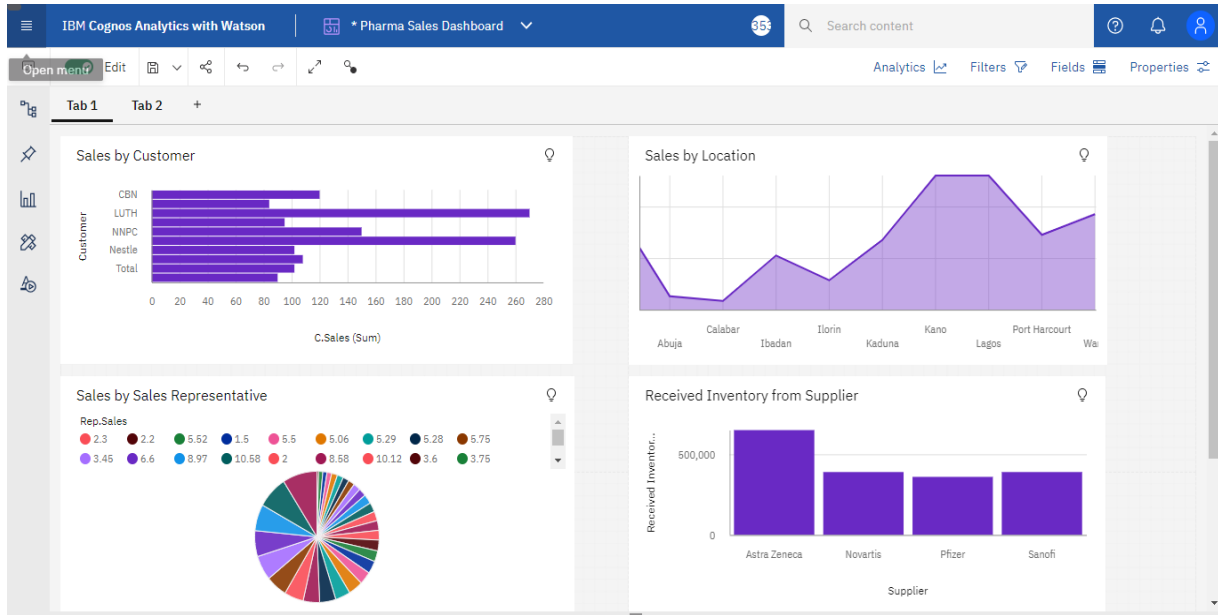 IBM Cognos Analytics with Watson
* Pharma Sales Dashboard
353
Search content
Open menu
Edit
Analytics
Filters
Fields
Properties
Tab 1
Tab 2
+
Sales by Customer
Customer
CBN
LUTH
NNPC
Nestle
Total
0 20 40 60 80 100 120 140 160 180 200 220 240 260 280
C.Sales (Sum)
Sales by Location
Calabar Ilorin Kano Port Harcourt
Abuja Ibadan Kaduna Lagos Wa
Sales by Sales Representative
Rep.Sales
2.3 2.2 5.52 1.5 5.5 5.06 5.29 5.28 5.75
3.45 6.6 8.97 10.58 2 8.58 10.12 3.6 3.75
Received Inventory from Supplier
Received Inventor...
500,000
0
Astra Zeneca Novartis Pfizer Sanofi
Supplier